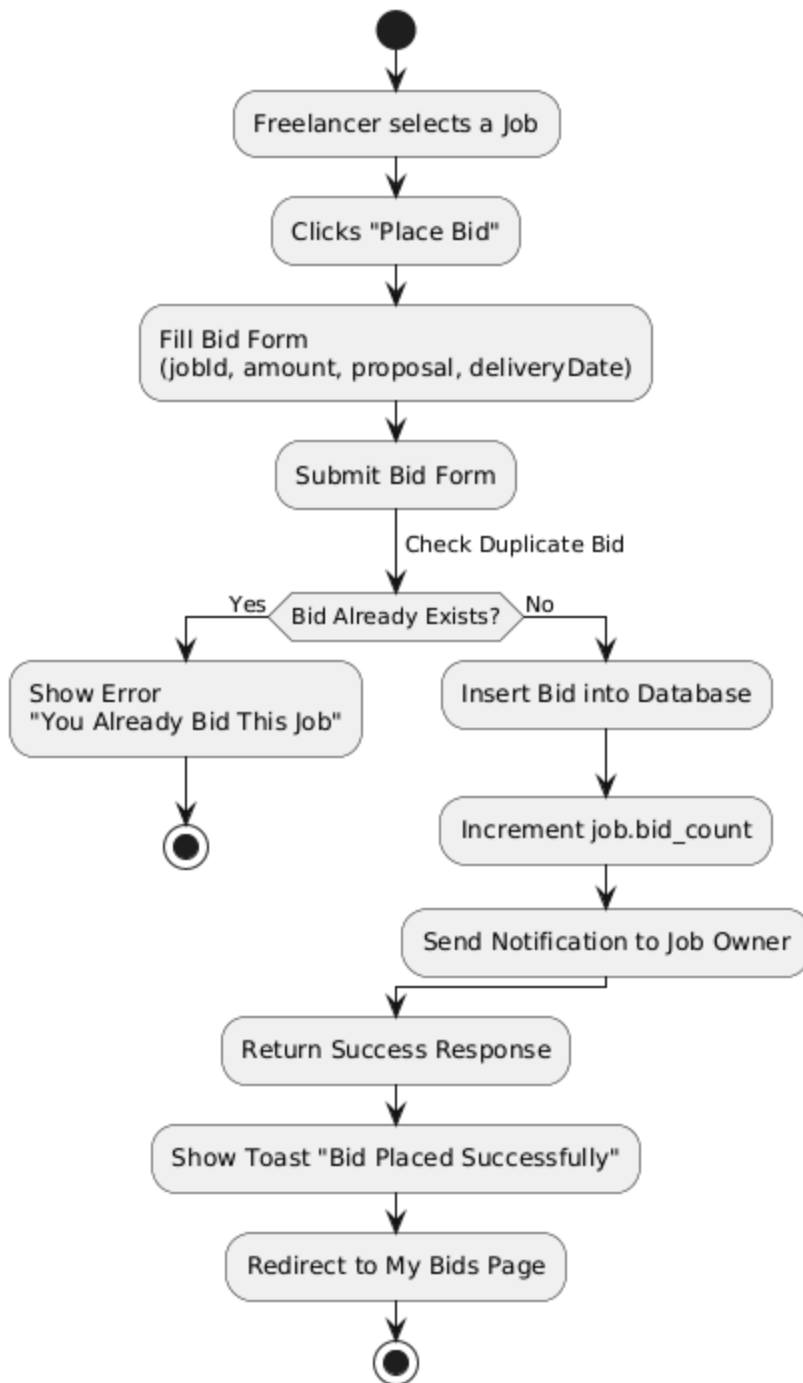 Freelancer selects a Job
Clicks "Place Bid"
Fill Bid Form
(jobId, amount, proposal, deliveryDate)
Submit Bid Form
Check Duplicate Bid
Yes
Bid Already Exists?
No
Show Error
"You Already Bid This Job"
Insert Bid into Database
Increment job.bid_count
Send Notification to Job Owner
Return Success Response
Show Toast "Bid Placed Successfully"
Redirect to My Bids Page